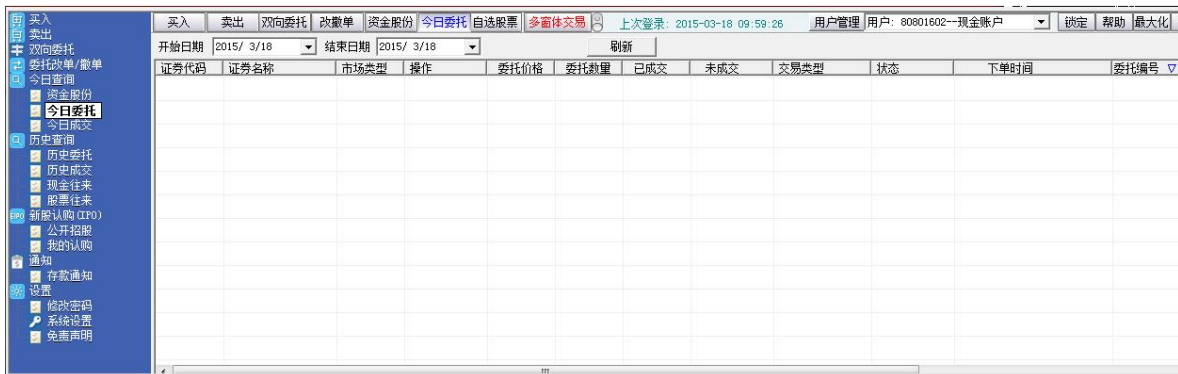 买入 卖出 双向委托 改撤单 资金股份 今日委托 自选股票 多窗体交易 上次登录: 2015-03-18 09:59:26 用户管理 用户: 80801602--现金账户 锁定 帮助 最大化
开始日期 2015/ 3/18 结束日期 2015/ 3/18 刷新
证券代码 证券名称 市场类型 操作 委托价格 委托数量 已成交 未成交 交易类型 状态 下单时间 委托编号
买入
卖出
双向委托
委托改单/撤单
今日查询
资金股份
今日委托
今日成交
历史查询
历史委托
历史成交
现金往来
股票往来
新股认购(IPO)
公开招股
我的认购
通知
存款通知
设置
修改密码
系统设置
免责声明